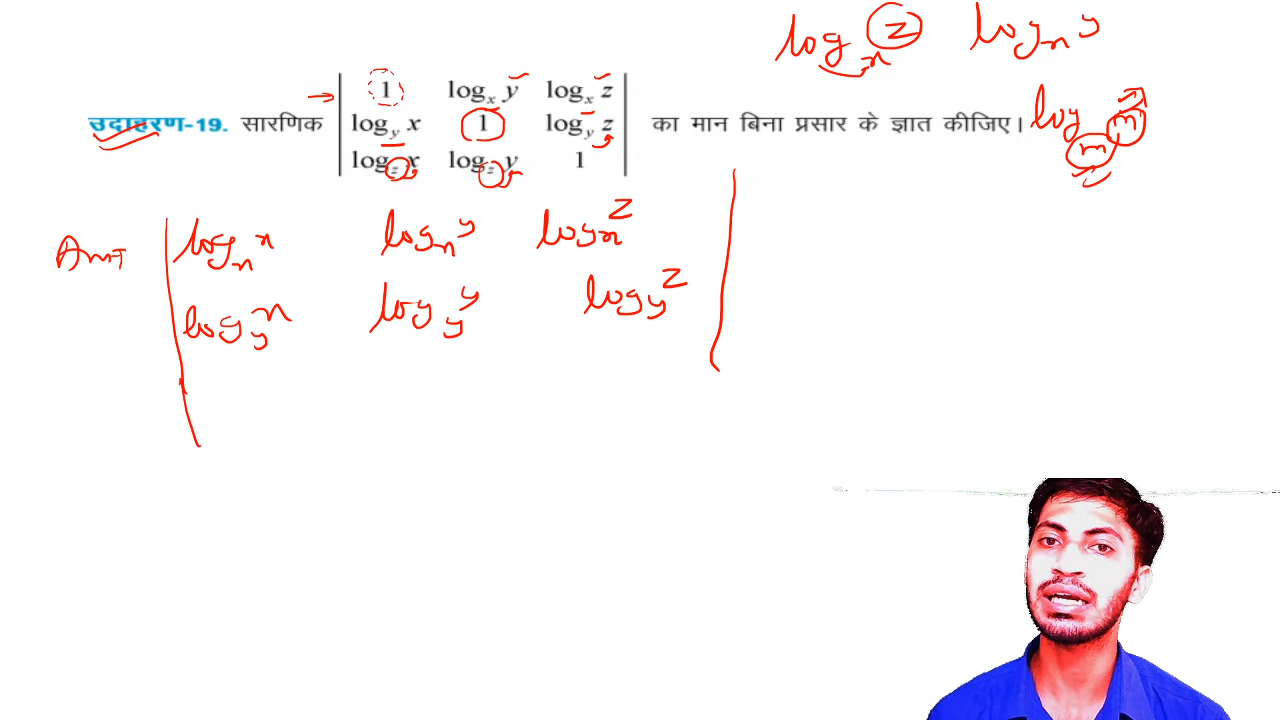 log_x z log_x y
1 log_x y log_x z
उदाहरण-19. सारणिक log_y x 1 log_y z का मान बिना प्रसार के ज्ञात कीजिए। log_m m
log_z x log_z y 1
log_x x log_x y log_x z
log_y x log_y y log_y z